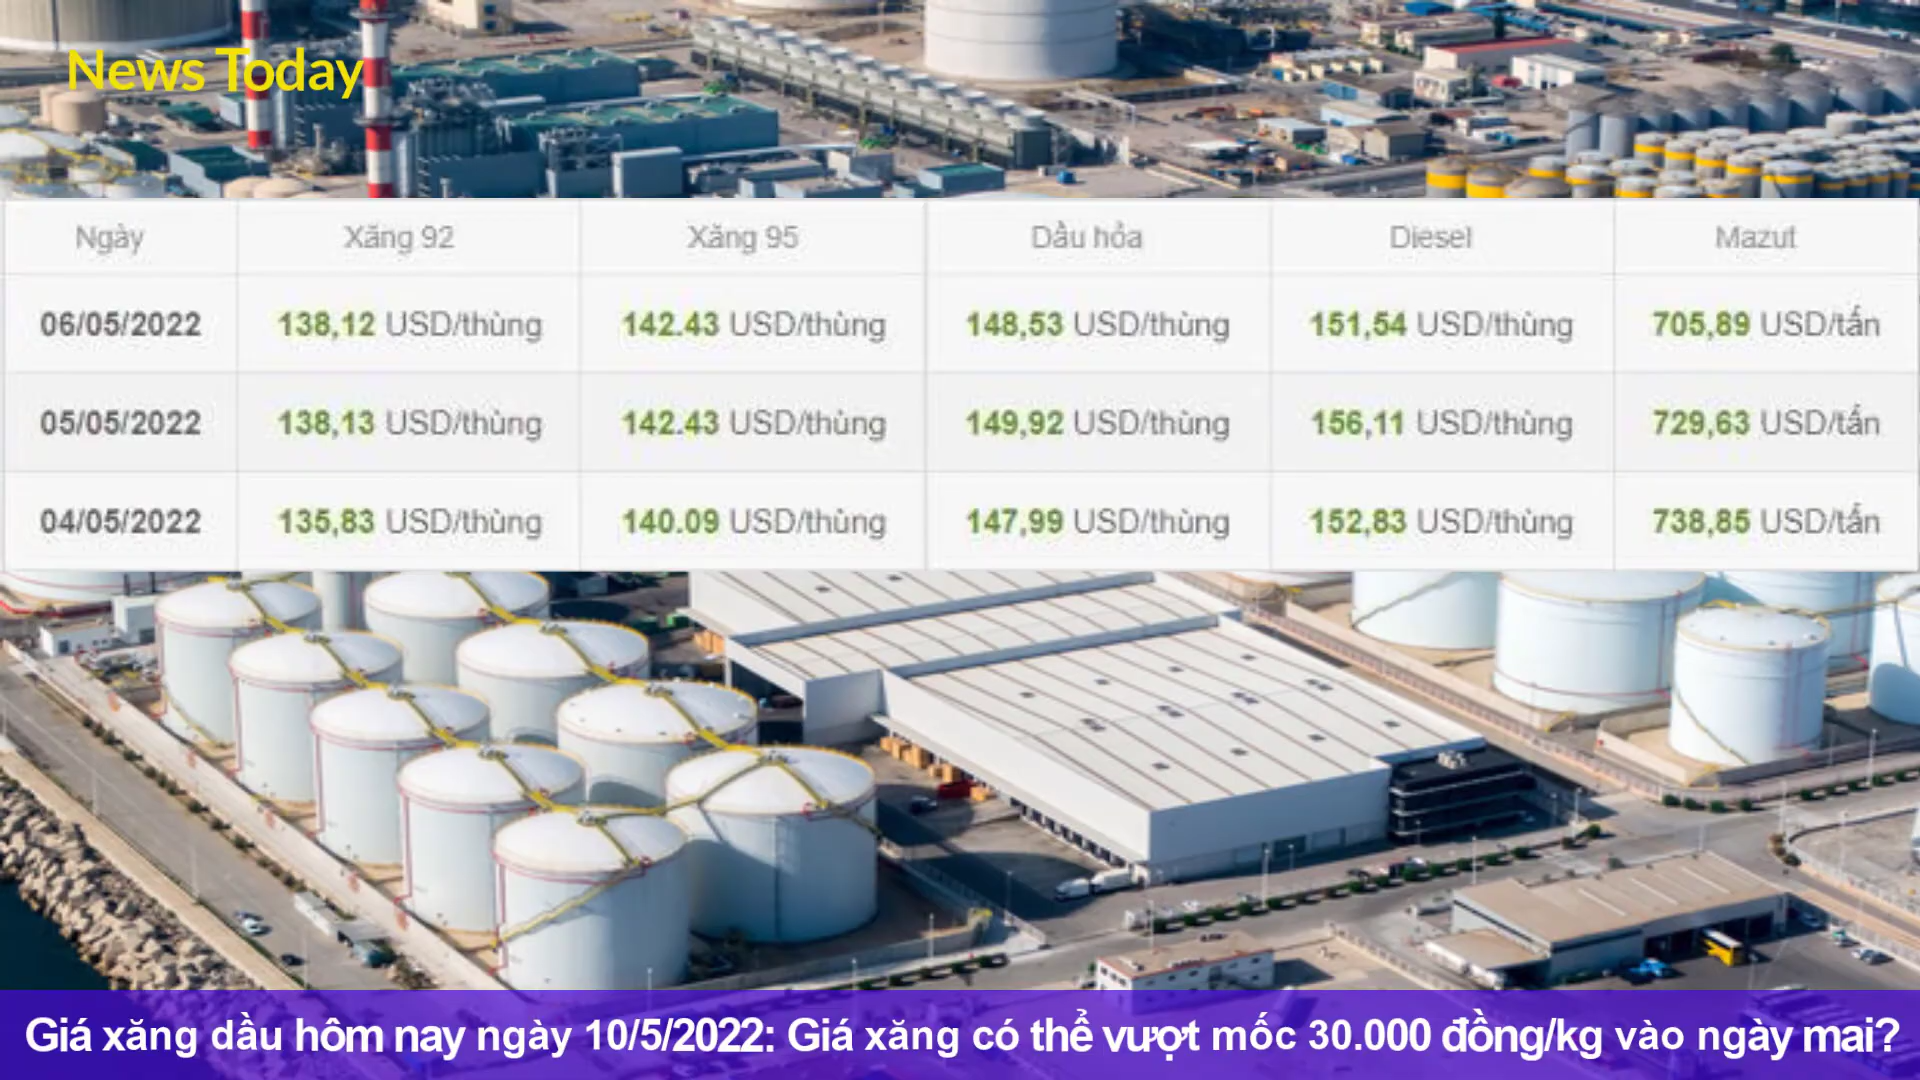 News Today
Ngày Xăng 92 Xăng 95 Dầu hỏa Diesel Mazut
06/05/2022 138,12 USD/thùng 142.43 USD/thùng 148,53 USD/thùng 151,54 USD/thùng 705,89 USD/tấn
05/05/2022 138,13 USD/thùng 142.43 USD/thùng 149,92 USD/thùng 156,11 USD/thùng 729,63 USD/tấn
04/05/2022 135,83 USD/thùng 140.09 USD/thùng 147,99 USD/thùng 152,83 USD/thùng 738,85 USD/tấn
Giá xăng dầu hôm nay ngày 10/5/2022: Giá xăng có thể vượt mốc 30.000 đồng/kg vào ngày mai?